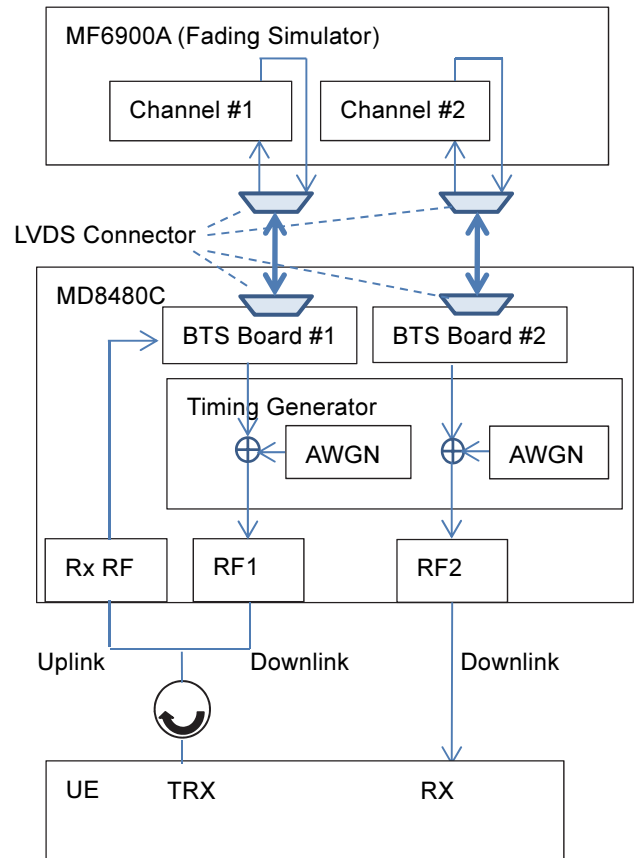 MF6900A (Fading Simulator)
Channel #1
Channel #2
LVDS Connector
MD8480C
BTS Board #1
BTS Board #2
Timing Generator
AWGN
AWGN
Rx RF
RF1
RF2
Uplink
Downlink
Downlink
UE
TRX
RX